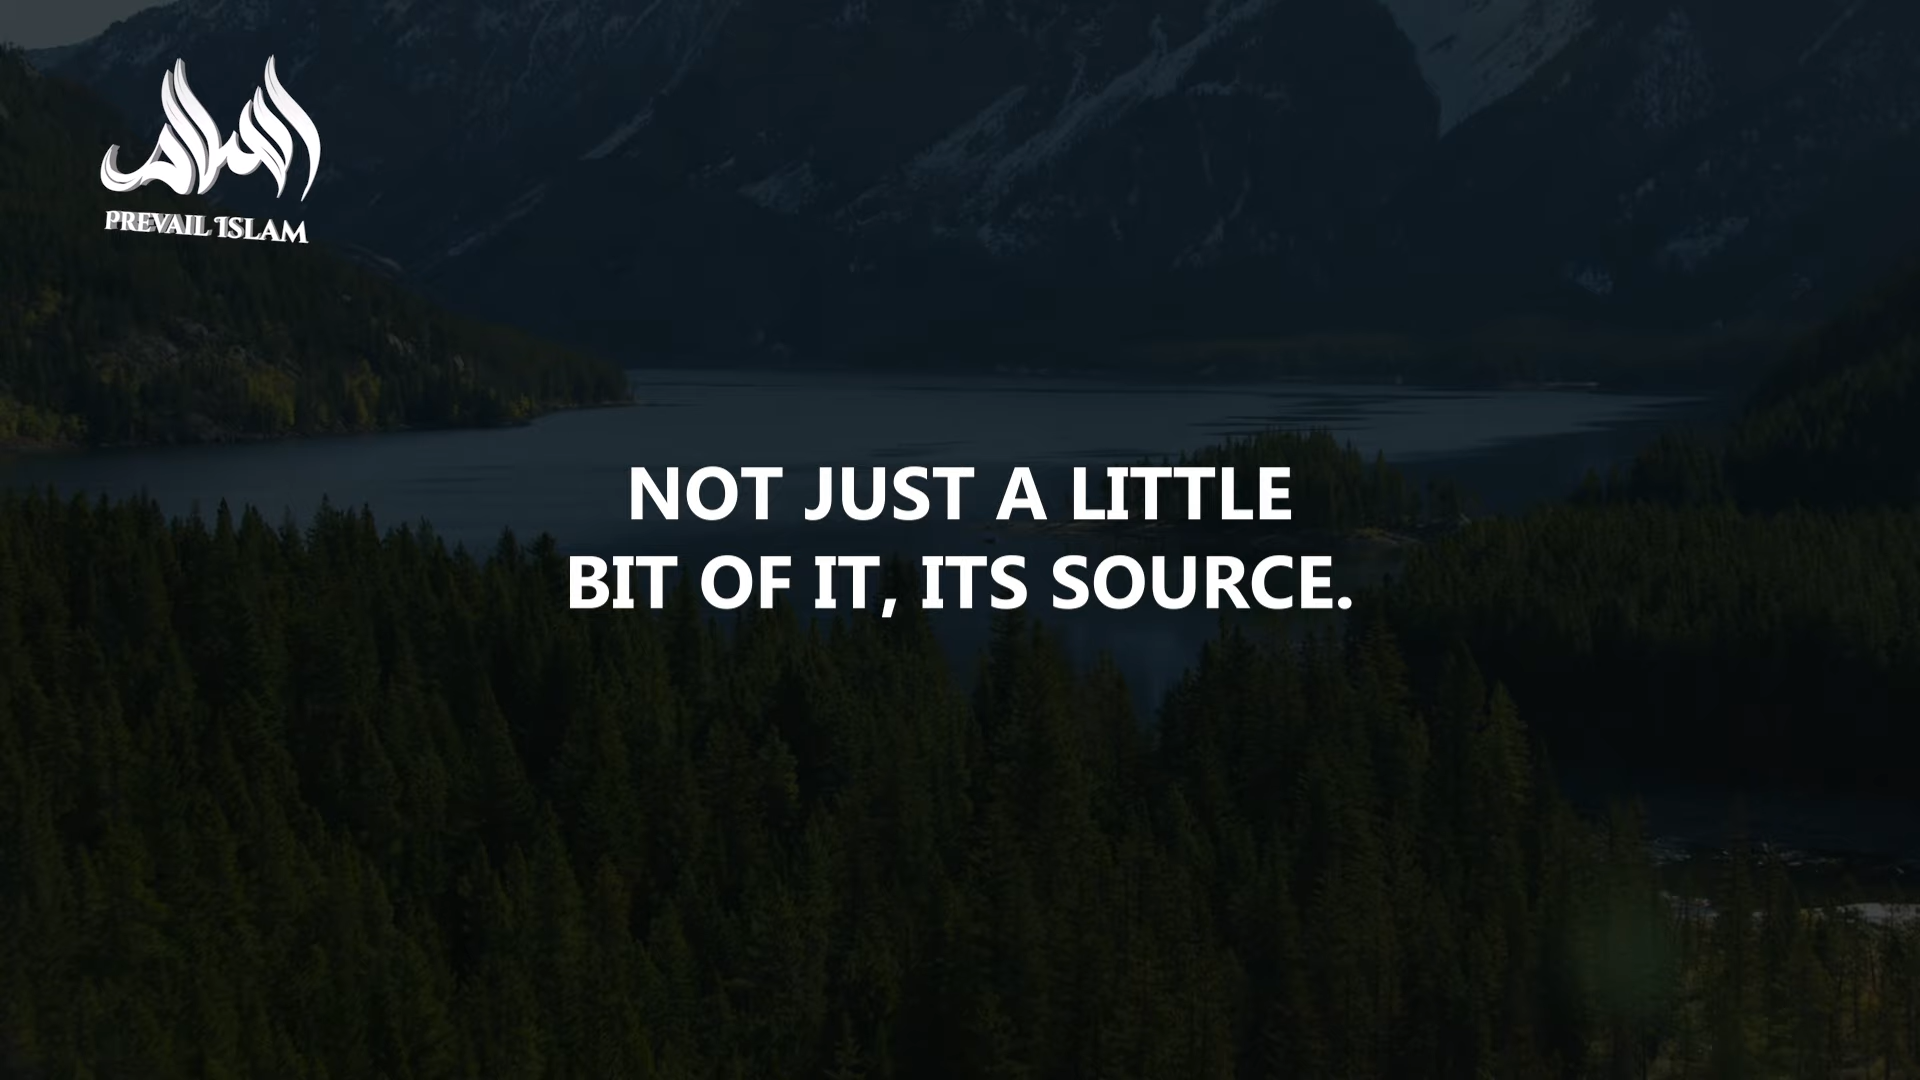 السلام
PREVAIL ISLAM
NOT JUST A LITTLE
BIT OF IT, ITS SOURCE.